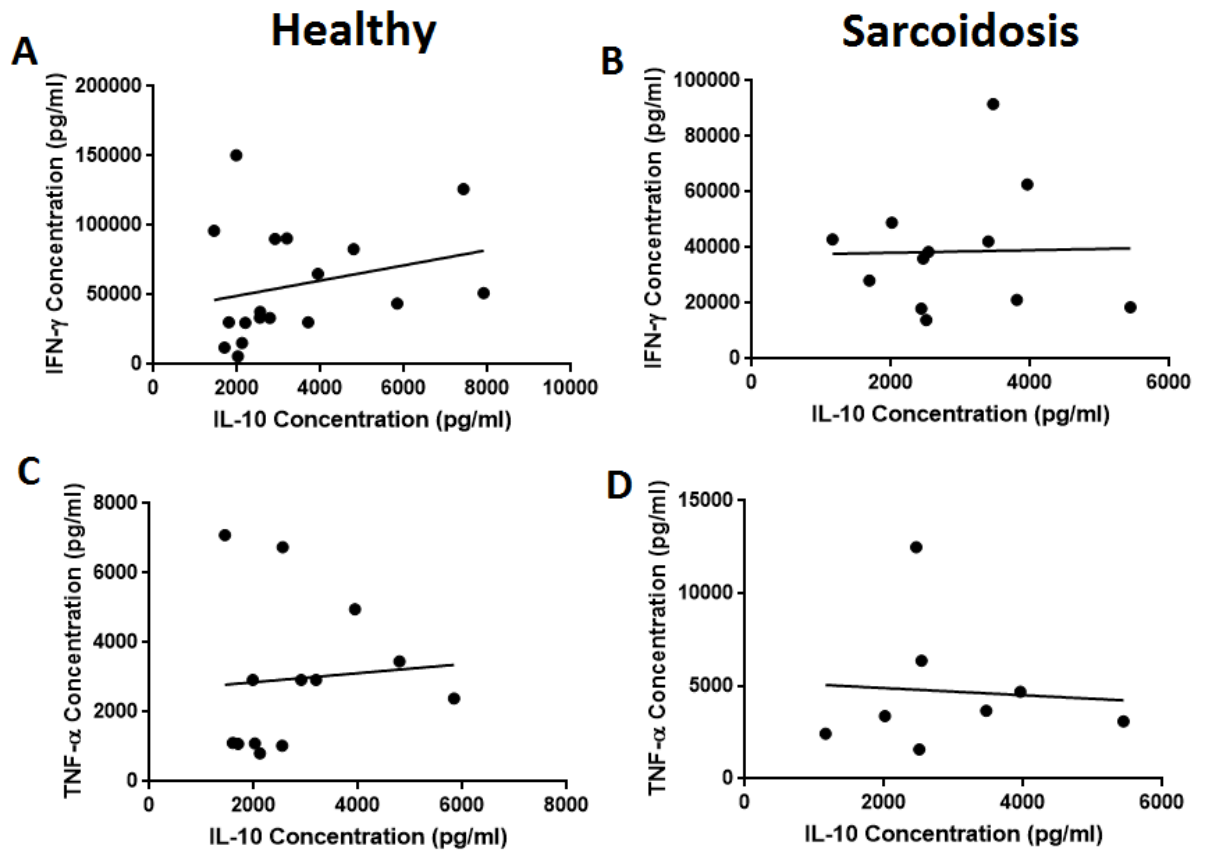 Healthy
Sarcoidosis
A
IFN-γ Concentration (pg/ml)
200000
150000
100000
50000
0
0 2000 4000 6000 8000 10000
IL-10 Concentration (pg/ml)
B
IFN-γ Concentration (pg/ml)
100000
80000
60000
40000
20000
0
0 2000 4000 6000
IL-10 Concentration (pg/ml)
C
TNF-α Concentration (pg/ml)
8000
6000
4000
2000
0
0 2000 4000 6000 8000
IL-10 Concentration (pg/ml)
D
TNF-α Concentration (pg/ml)
15000
10000
5000
0
0 2000 4000 6000
IL-10 Concentration (pg/ml)